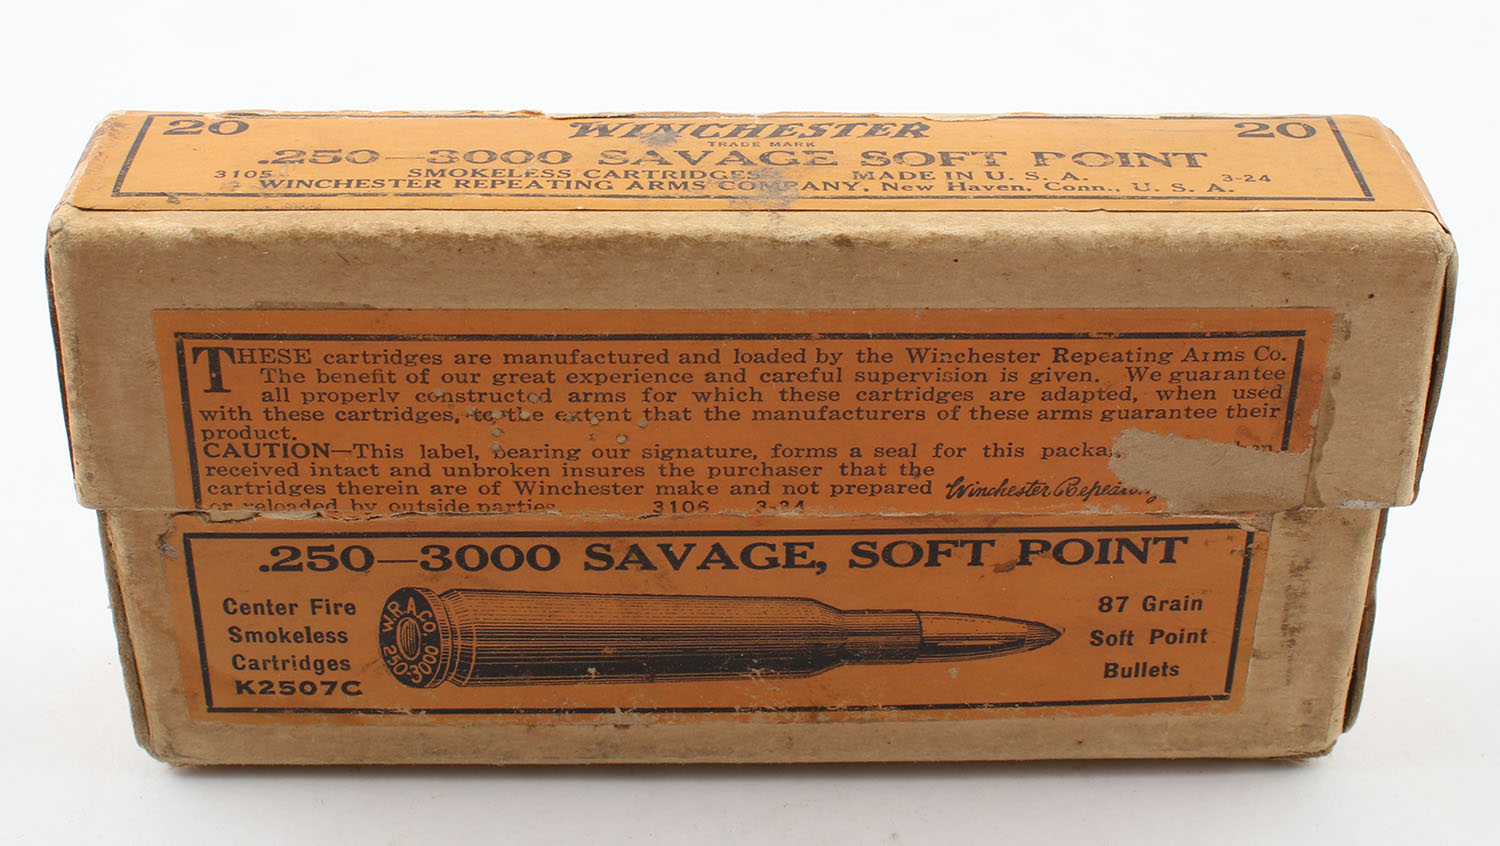 20 WINCHESTER 20
TRADE MARK
.250—3000 SAVAGE SOFT POINT
3105 SMOKELESS CARTRIDGES MADE IN U. S. A. 3-24
WINCHESTER REPEATING ARMS COMPANY, New Haven, Conn., U. S. A.
THESE cartridges are manufactured and loaded by the Winchester Repeating Arms Co.
The benefit of our great experience and careful supervision is given. We guarantee
all properly constructed arms for which these cartridges are adapted, when used
with these cartridges, to the extent that the manufacturers of these arms guarantee their
product.
CAUTION—This label, bearing our signature, forms a seal for this
received intact and unbroken insures the purchaser that the
cartridges therein are of Winchester make and not prepared Winchester Repeating
or reloaded by outside parties. 3106 3-24
.250—3000 SAVAGE, SOFT POINT
Center Fire
Smokeless
Cartridges
K2507C
W.R.A.CO.
250-3000
87 Grain
Soft Point
Bullets